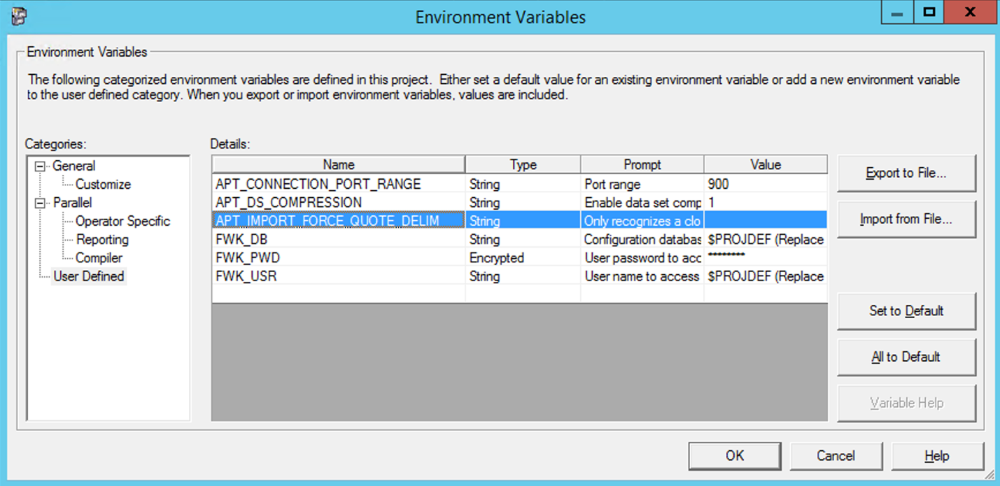 Environment Variables
Environment Variables
The following categorized environment variables are defined in this project. Either set a default value for an existing environment variable or add a new environment variable
to the user defined category. When you export or import environment variables, values are included.
Categories:
Details:
General
Customize
Parallel
Operator Specific
Reporting
Compiler
User Defined
Name Type Prompt Value
APT_CONNECTION_PORT_RANGE String Port range 900
APT_DS_COMPRESSION String Enable data set comp 1
APT_IMPORT_FORCE_QUOTE_DELIM String Only recognizes a clo
FWK_DB String Configuration databas $PROJDEF (Replace
FWK_PWD Encrypted User password to acc ********
FWK_USR String User name to access $PROJDEF (Replace
Export to File...
Import from File...
Set to Default
All to Default
Variable Help
OK Cancel Help